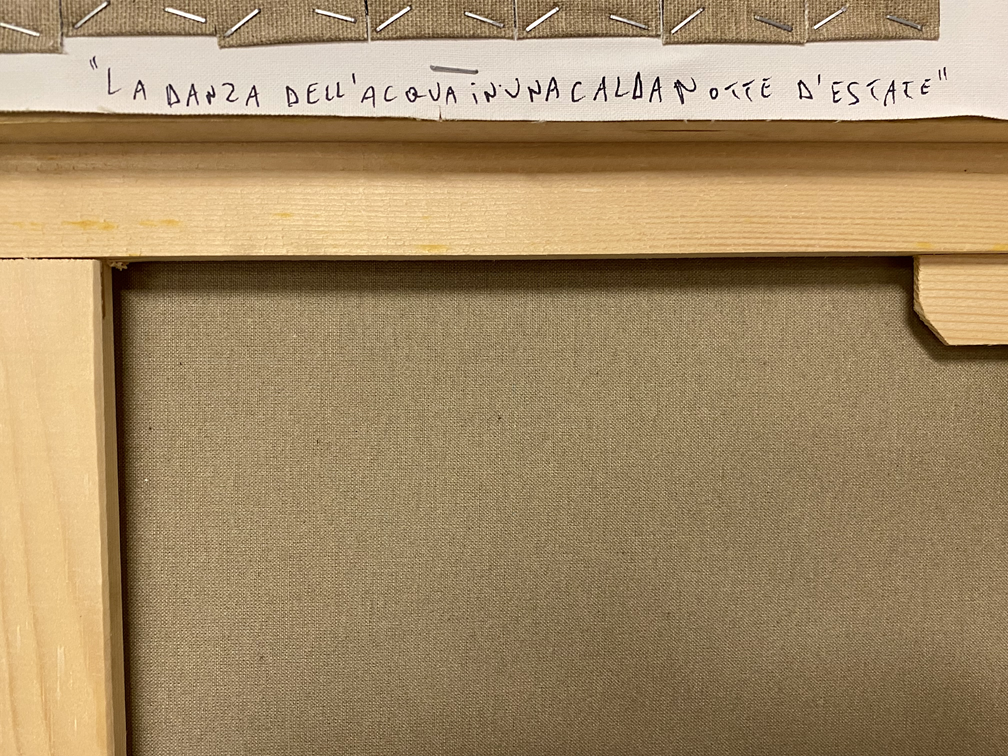 "LA DANZA DELL'ACQUA iN UNA CALDA NOTTE D'ESTATE"